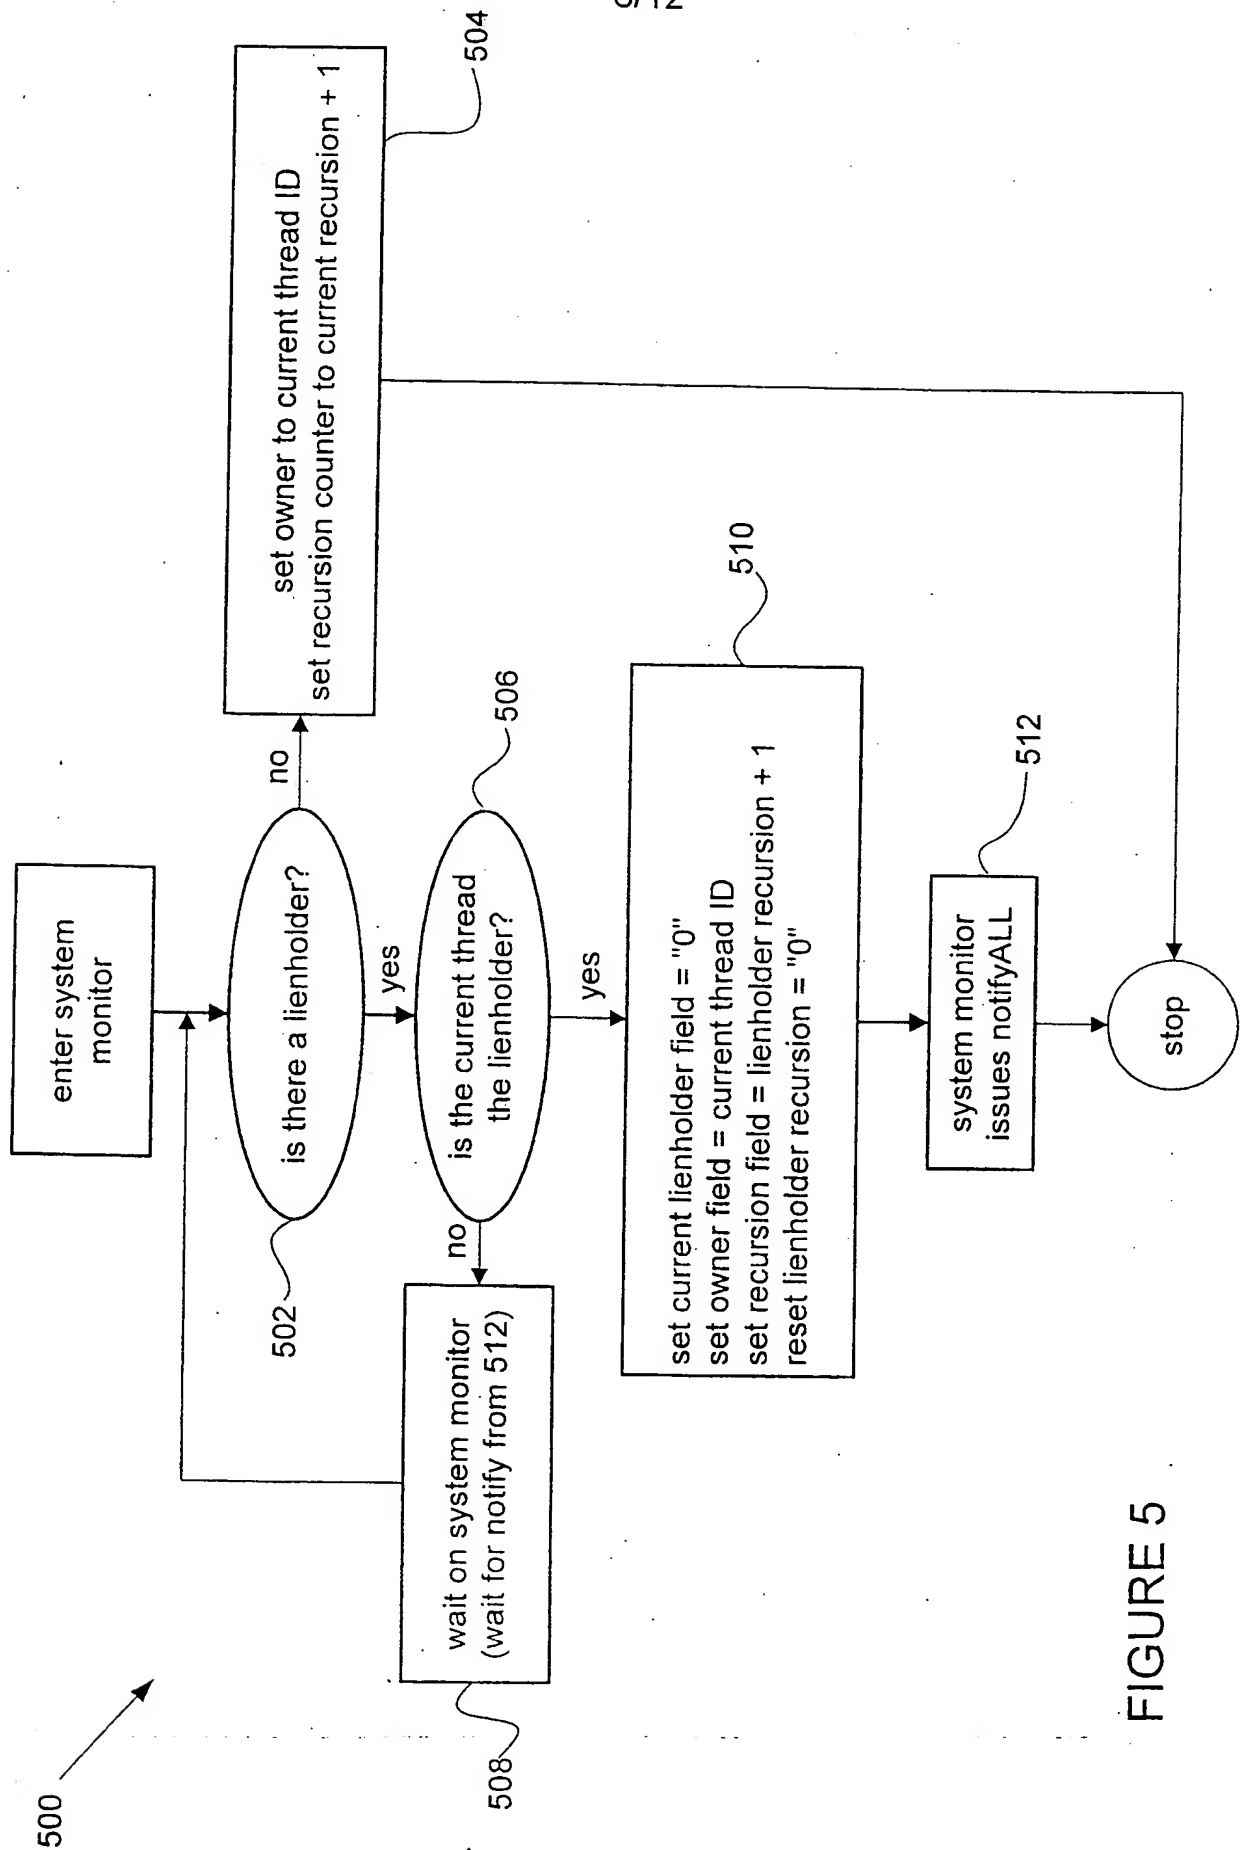 500
enter system
monitor
is there a lienholder?
502
no
set owner to current thread ID
set recursion counter to current recursion + 1
504
yes
is the current thread
the lienholder?
506
no
wait on system monitor
(wait for notify from 512)
508
yes
set current lienholder field = "0"
set owner field = current thread ID
set recursion field = lienholder recursion + 1
reset lienholder recursion = "0"
510
system monitor
issues notifyALL
512
stop
FIGURE 5